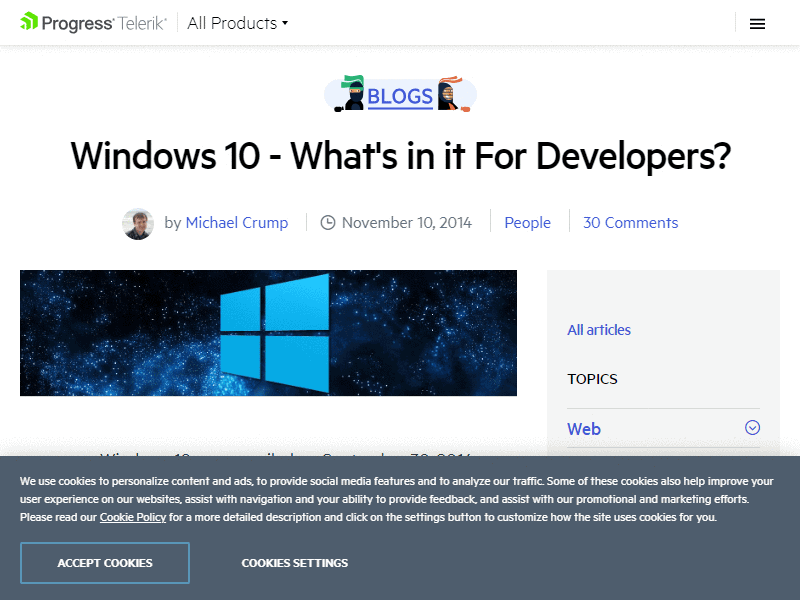 Progress Telerik
All Products
BLOGS
Windows 10 - What's in it For Developers?
by Michael Crump
November 10, 2014
People
30 Comments
All articles
TOPICS
Web
We use cookies to personalize content and ads, to provide social media features and to analyze our traffic. Some of these cookies also help improve your
user experience on our websites, assist with navigation and your ability to provide feedback, and assist with our promotional and marketing efforts.
Please read our Cookie Policy for a more detailed description and click on the settings button to customize how the site uses cookies for you.
ACCEPT COOKIES
COOKIES SETTINGS